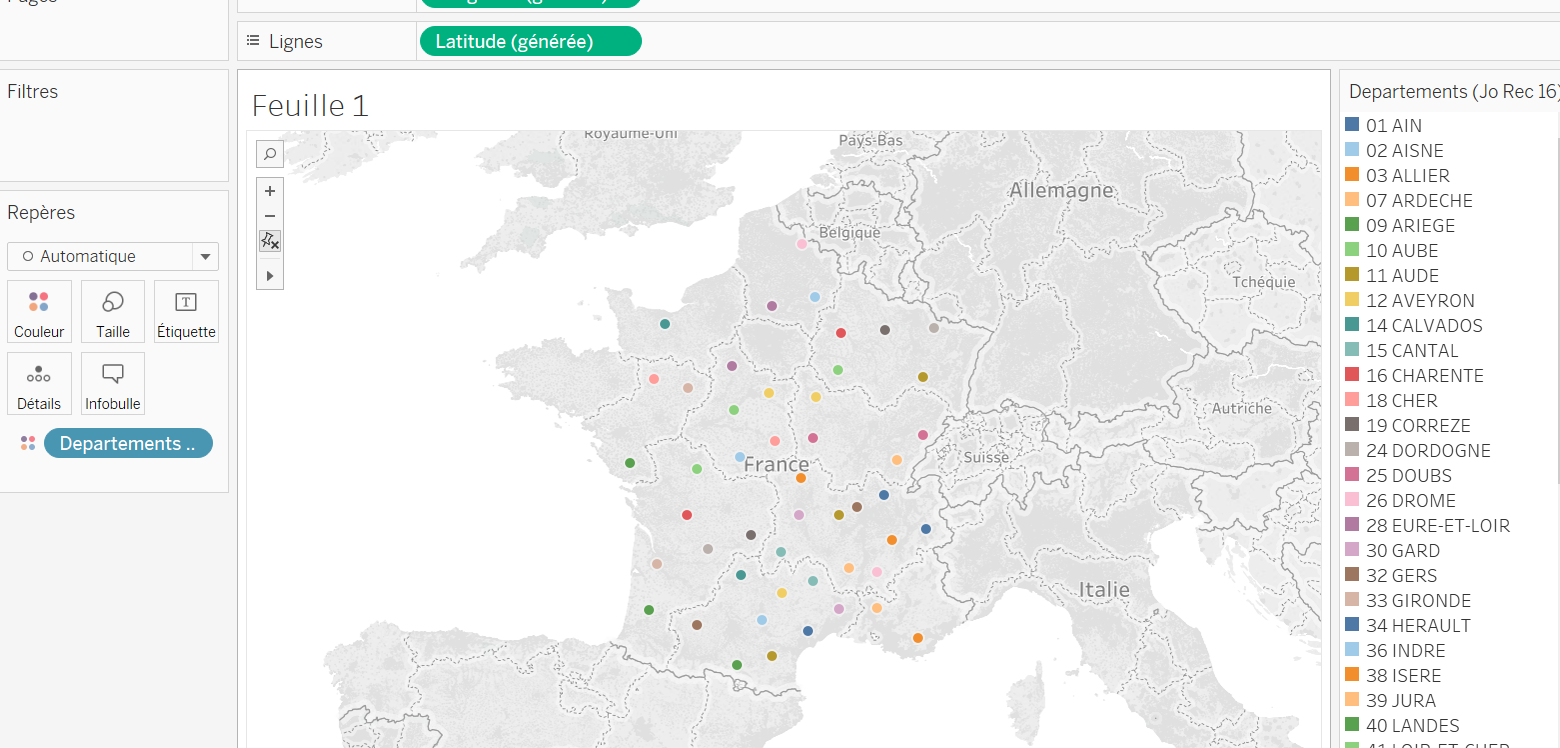 Lignes
Latitude (générée)
Filtres
Repères
Automatique
Couleur
Taille
Étiquette
Détails
Infobulle
Departements ..
Feuille 1
Royaume-Uni
Pays-Bas
Allemagne
Belgique
Tchéquie
Autriche
Suisse
France
Italie
Departements (Jo Rec 16)
01 AIN
02 AISNE
03 ALLIER
07 ARDECHE
09 ARIEGE
10 AUBE
11 AUDE
12 AVEYRON
14 CALVADOS
15 CANTAL
16 CHARENTE
18 CHER
19 CORREZE
24 DORDOGNE
25 DOUBS
26 DROME
28 EURE-ET-LOIR
30 GARD
32 GERS
33 GIRONDE
34 HERAULT
36 INDRE
38 ISERE
39 JURA
40 LANDES
41 LOIR-ET-CHER